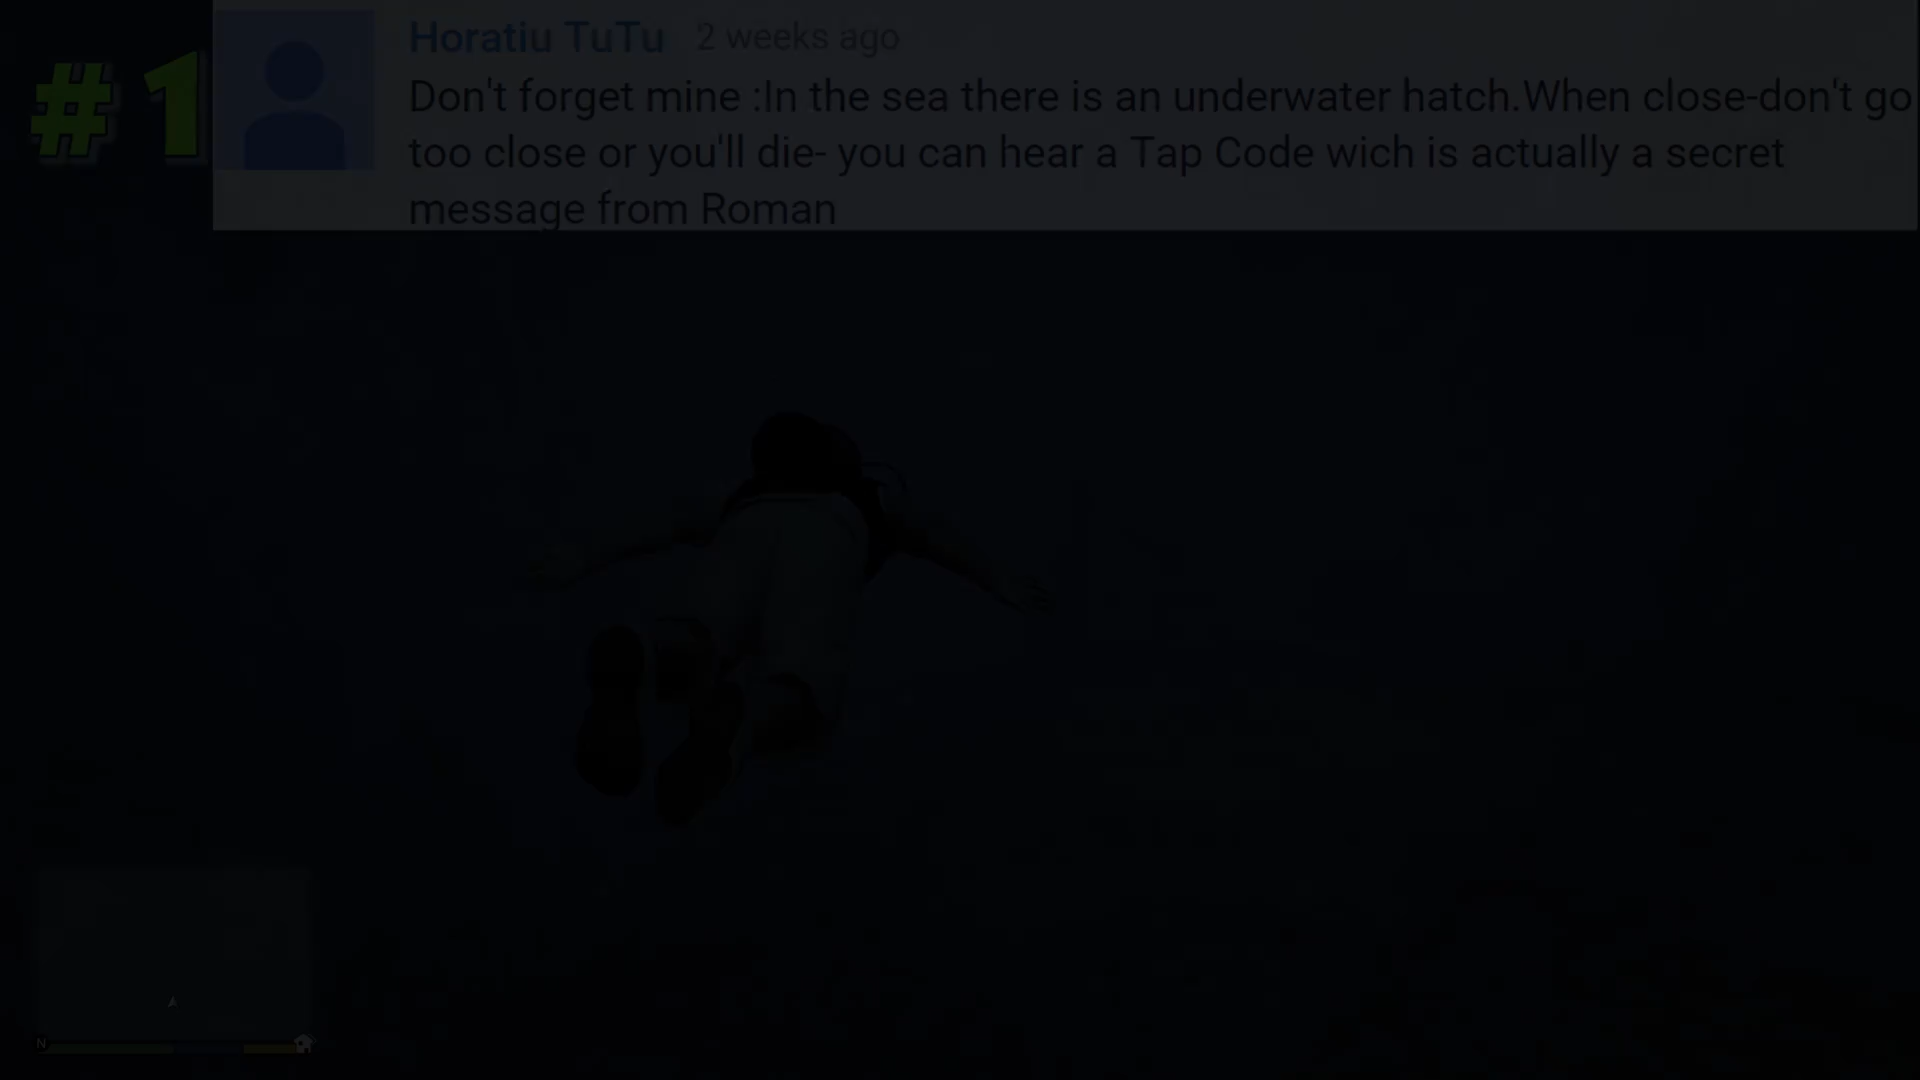 #1
Horatiu TuTu 2 weeks ago
Don't forget mine :In the sea there is an underwater hatch.When close-don't go
too close or you'll die- you can hear a Tap Code wich is actually a secret
message from Roman
N